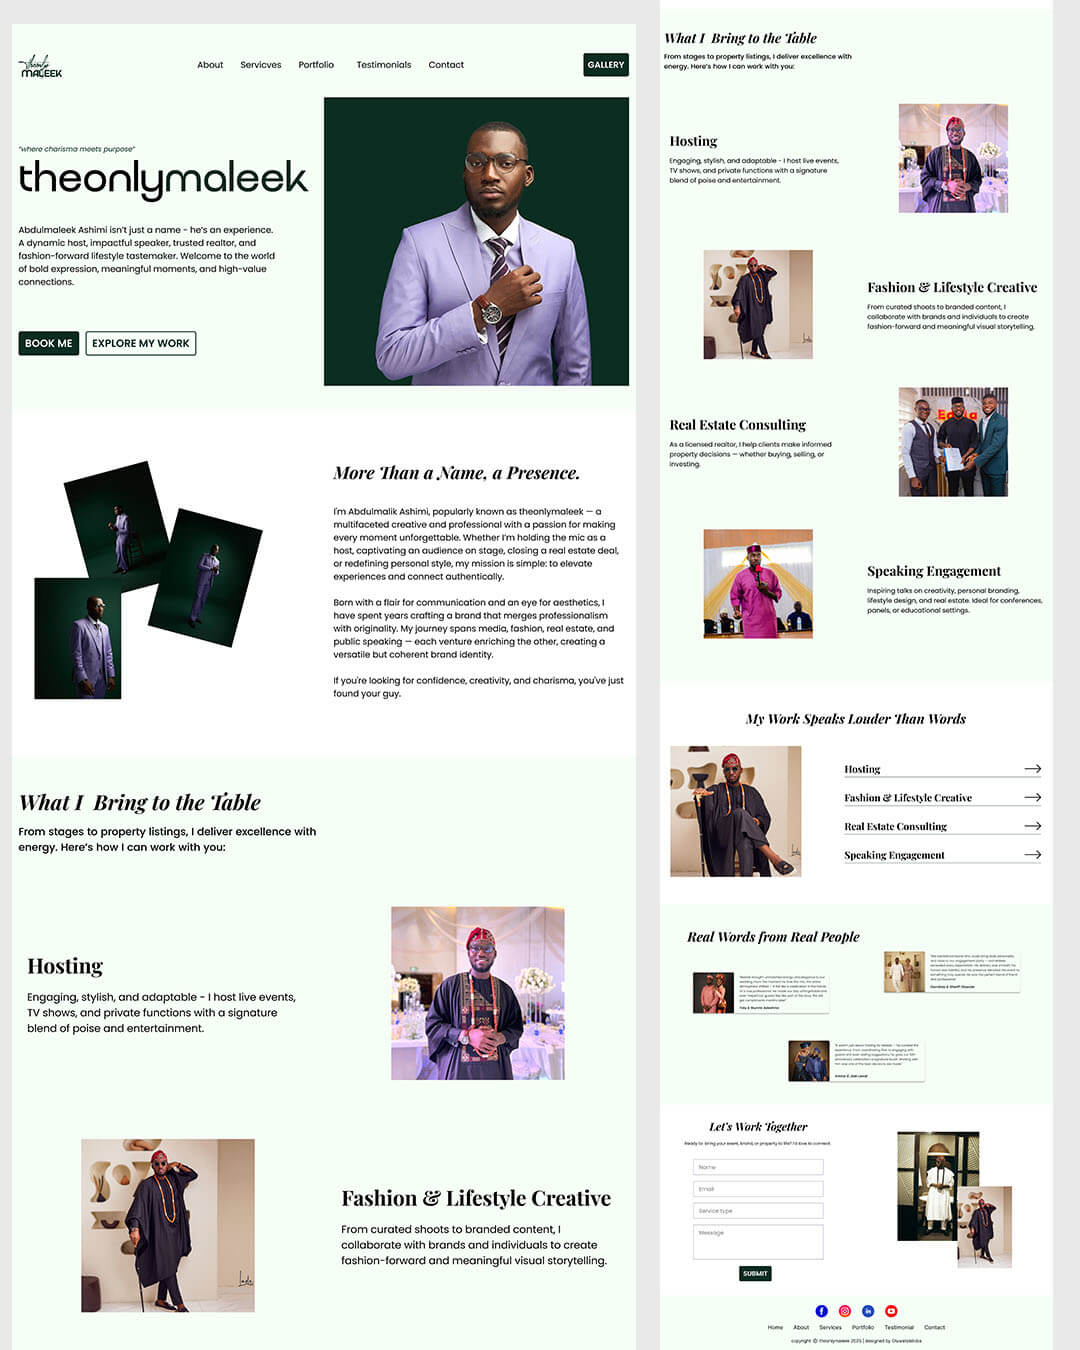 theonly
MALEEK
About
Servicves
Portfolio
Testimonials
Contact
GALLERY
"where charisma meets purpose"
theonlymaleek
Abdulmaleek Ashimi isn't just a name - he's an experience.
A dynamic host, impactful speaker, trusted realtor, and
fashion-forward lifestyle tastemaker. Welcome to the world
of bold expression, meaningful moments, and high-value
connections.
BOOK ME
EXPLORE MY WORK
More Than a Name, a Presence.
I'm Abdulmalik Ashimi, popularly known as theonlymaleek — a
multifaceted creative and professional with a passion for making
every moment unforgettable. Whether I'm holding the mic as a
host, captivating an audience on stage, closing a real estate deal,
or redefining personal style, my mission is simple: to elevate
experiences and connect authentically.
Born with a flair for communication and an eye for aesthetics, I
have spent years crafting a brand that merges professionalism
with originality. My journey spans media, fashion, real estate, and
public speaking — each venture enriching the other, creating a
versatile but coherent brand identity.
If you're looking for confidence, creativity, and charisma, you've just
found your guy.
What I Bring to the Table
From stages to property listings, I deliver excellence with
energy. Here's how I can work with you:
Hosting
Engaging, stylish, and adaptable - I host live events,
TV shows, and private functions with a signature
blend of poise and entertainment.
Fashion & Lifestyle Creative
From curated shoots to branded content, I
collaborate with brands and individuals to create
fashion-forward and meaningful visual storytelling.
What I Bring to the Table
From stages to property listings, I deliver excellence with
energy. Here's how I can work with you:
Hosting
Engaging, stylish, and adaptable - I host live events,
TV shows, and private functions with a signature
blend of poise and entertainment.
Fashion & Lifestyle Creative
From curated shoots to branded content, I
collaborate with brands and individuals to create
fashion-forward and meaningful visual storytelling.
Real Estate Consulting
As a licensed realtor, I help clients make informed
property decisions — whether buying, selling, or
investing.
Speaking Engagement
Inspiring talks on creativity, personal branding,
lifestyle design, and real estate. Ideal for conferences,
panels, or educational settings.
My Work Speaks Louder Than Words
Hosting
Fashion & Lifestyle Creative
Real Estate Consulting
Speaking Engagement
Real Words from Real People
Let's Work Together
Ready to bring your event, brand, or property to life? I'd love to connect.
Name
Email
Service type
Message
SUBMIT
Home
About
Services
Portfolio
Testimonial
Contact
copyright © theonlymaleek 2025 | designed by